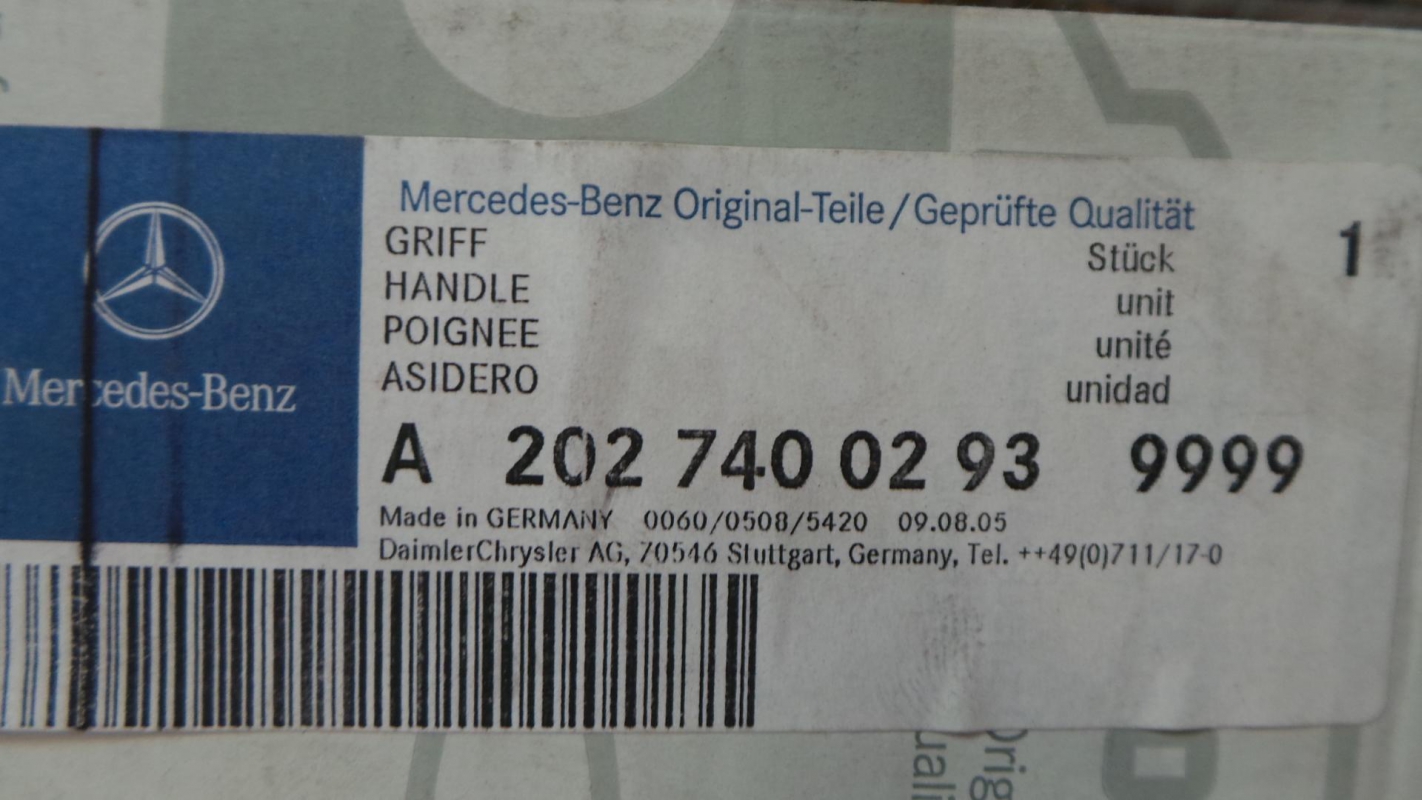 Mercedes-Benz
Mercedes-Benz Original-Teile/Geprüfte Qualität
GRIFF Stück 1
HANDLE unit
POIGNEE unité
ASIDERO unidad
A 202 740 02 93 9999
Made in GERMANY 0060/0508/5420 09.08.05
DaimlerChrysler AG, 70546 Stuttgart, Germany, Tel. ++49(0)711/17-0